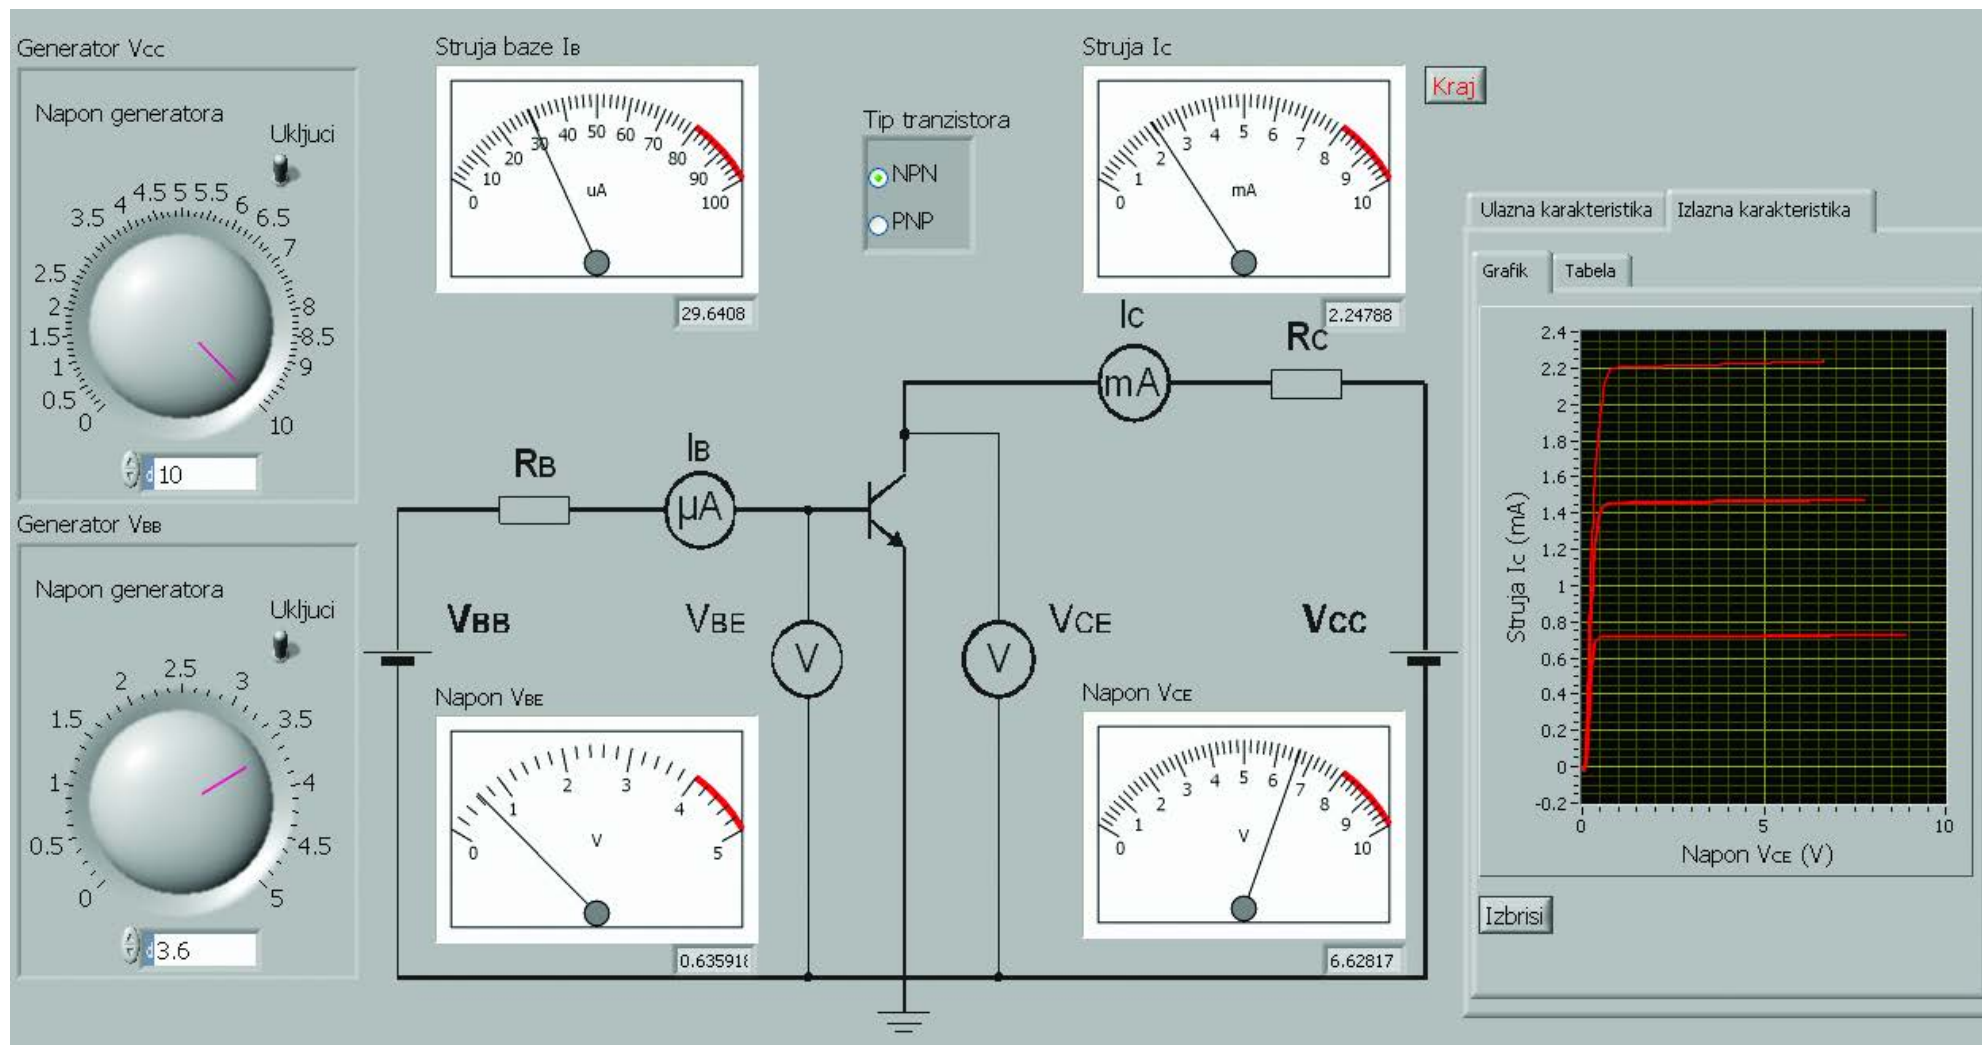 Generator Vcc
Napon generatora
Ukljuci
0 0.5 1 1.5 2 2.5 3.5 4 4.5 5 5.5 6 6.5 7 8 8.5 9 10
d 10
Generator VBB
Napon generatora
Ukljuci
0 0.5 1 1.5 2 2.5 3 3.5 4 4.5 5
d 3.6
Struja baze IB
0 10 20 30 40 50 60 70 80 90 100
uA
29.6408
Tip tranzistora
NPN
PNP
Struja Ic
0 1 2 3 4 5 6 7 8 9 10
mA
2.24788
Kraj
IC
mA
RC
RB
IB
µA
VBB
VBE
V
V
VCE
VCC
Napon VBE
0 1 2 3 4 5
V
0.635918
Napon VCE
0 1 2 3 4 5 6 7 8 9 10
V
6.62817
Ulazna karakteristika
Izlazna karakteristika
Grafik
Tabela
Struja Ic (mA)
2.4
2.2
2
1.8
1.6
1.4
1.2
1
0.8
0.6
0.4
0.2
0
-0.2
0 5 10
Napon VCE (V)
Izbrisi